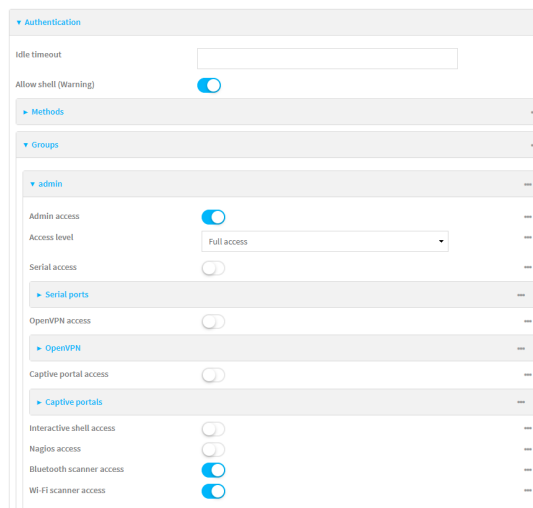 Authentication
Idle timeout
Allow shell (Warning)
Methods
Groups
admin
Admin access
Access level Full access
Serial access
Serial ports
OpenVPN access
OpenVPN
Captive portal access
Captive portals
Interactive shell access
Nagios access
Bluetooth scanner access
Wi-Fi scanner access